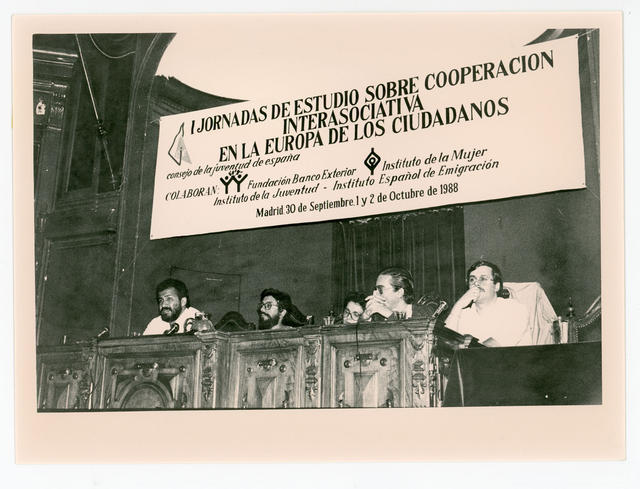 I JORNADAS DE ESTUDIO SOBRE COOPERACION
INTERASOCIATIVA
EN LA EUROPA DE LOS CIUDADANOS
consejo de la juventud de españa
COLABORAN: Fundación Banco Exterior Instituto de la Mujer
Instituto de la Juventud - Instituto Español de Emigración
Madrid 30 de Septiembre, 1 y 2 de Octubre de 1988